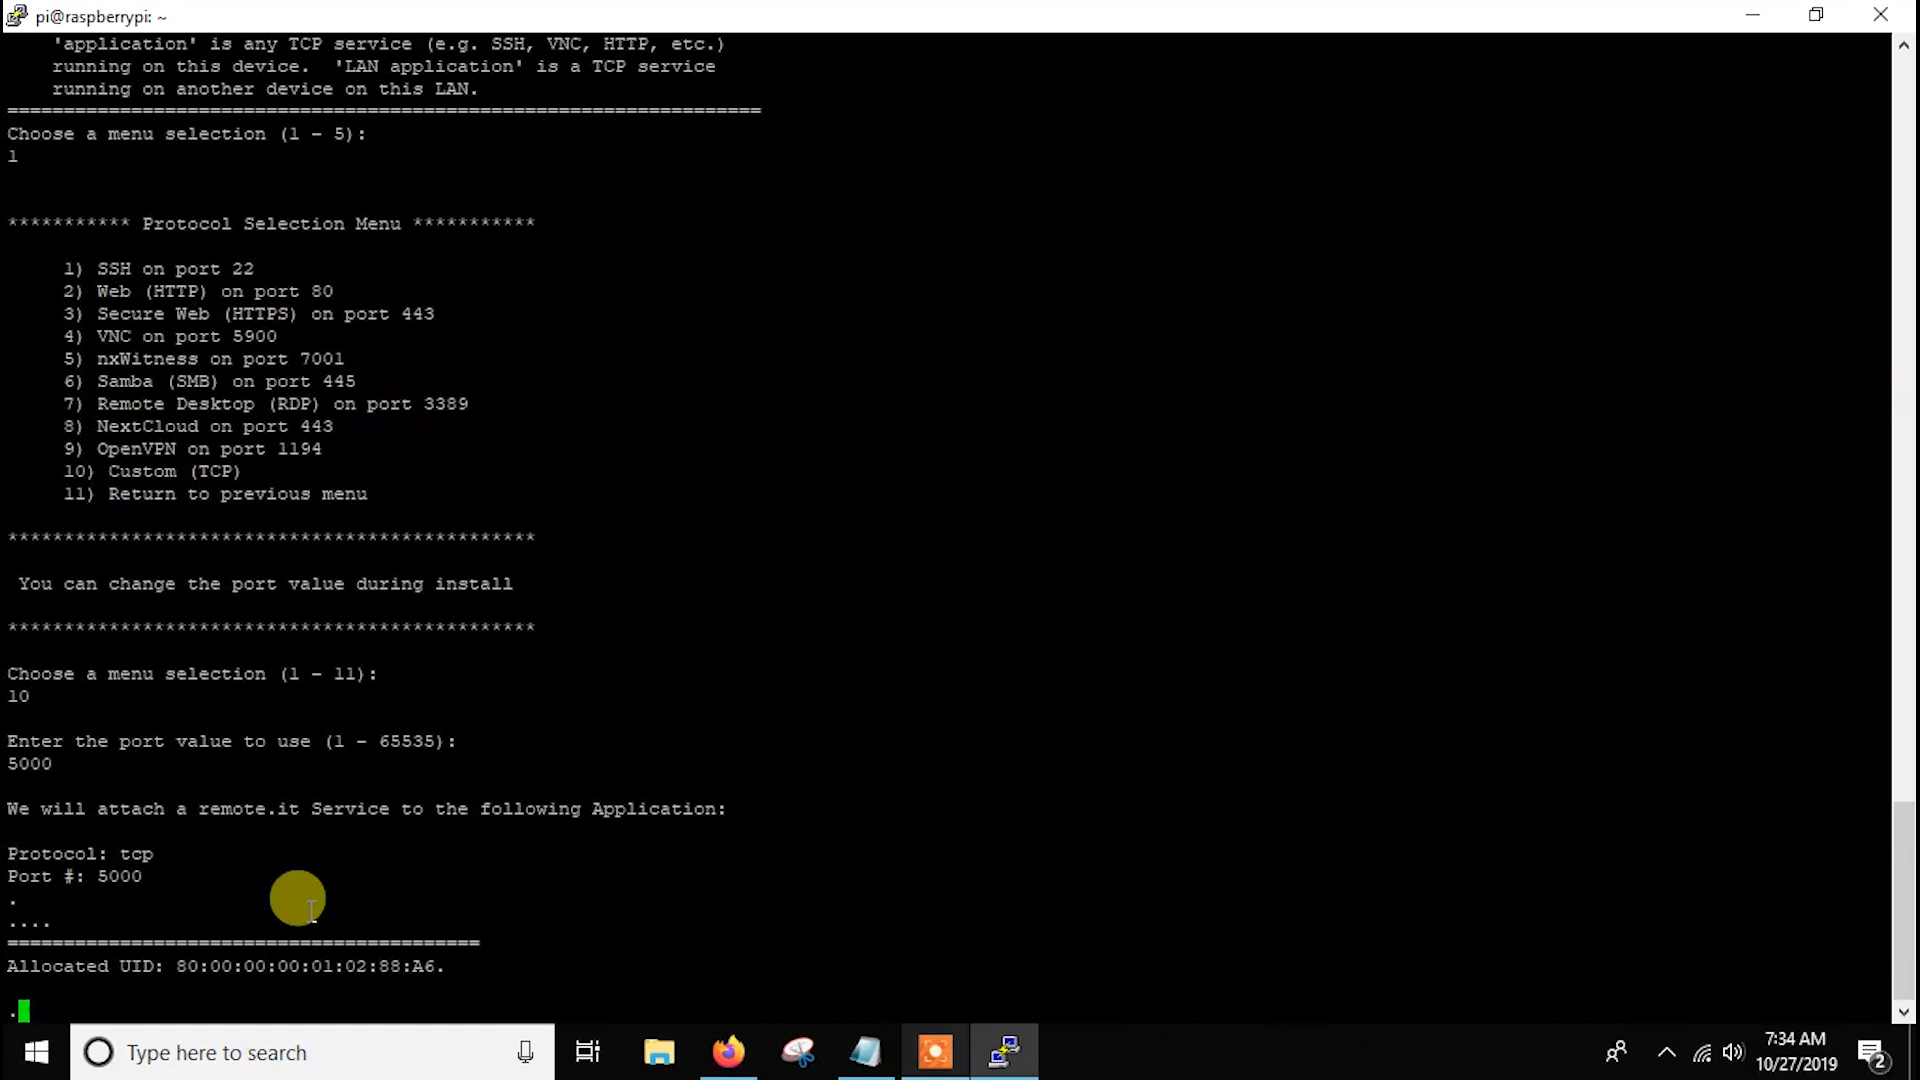 pi@raspberrypi: ~
'application' is any TCP service (e.g. SSH, VNC, HTTP, etc.)
running on this device.  'LAN application' is a TCP service
running on another device on this LAN.
===================================================================
Choose a menu selection (1 - 5):
1
*********** Protocol Selection Menu ***********
1) SSH on port 22
2) Web (HTTP) on port 80
3) Secure Web (HTTPS) on port 443
4) VNC on port 5900
5) nxWitness on port 7001
6) Samba (SMB) on port 445
7) Remote Desktop (RDP) on port 3389
8) NextCloud on port 443
9) OpenVPN on port 1194
10) Custom (TCP)
11) Return to previous menu
***********************************************
You can change the port value during install
***********************************************
Choose a menu selection (1 - 11):
10
Enter the port value to use (1 - 65535):
5000
We will attach a remote.it Service to the following Application:
Protocol: tcp
Port #: 5000
.
....
==========================================
Allocated UID: 80:00:00:00:01:02:88:A6.
.
Type here to search
7:34 AM
10/27/2019
2